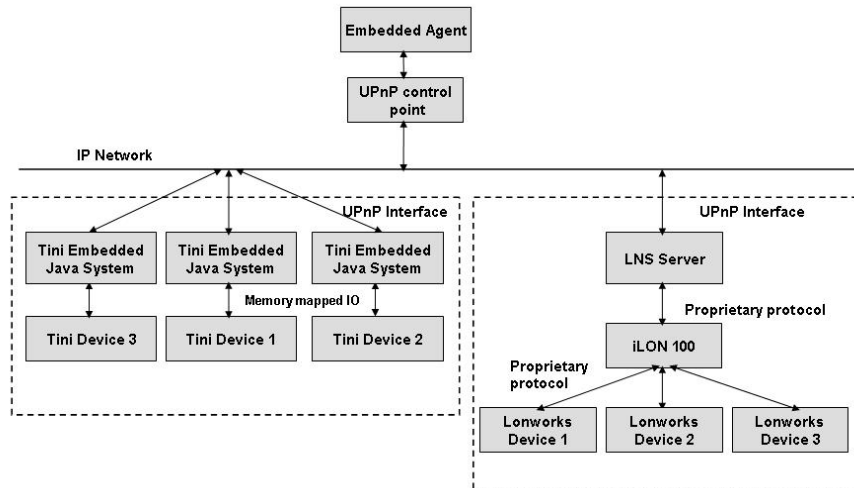 Embedded Agent
UPnP control
point
IP Network
UPnP Interface
Tini Embedded
Java System
Tini Embedded
Java System
Tini Embedded
Java System
Memory mapped IO
Tini Device 3
Tini Device 1
Tini Device 2
UPnP Interface
LNS Server
Proprietary protocol
iLON 100
Proprietary
protocol
Lonworks
Device 1
Lonworks
Device 2
Lonworks
Device 3